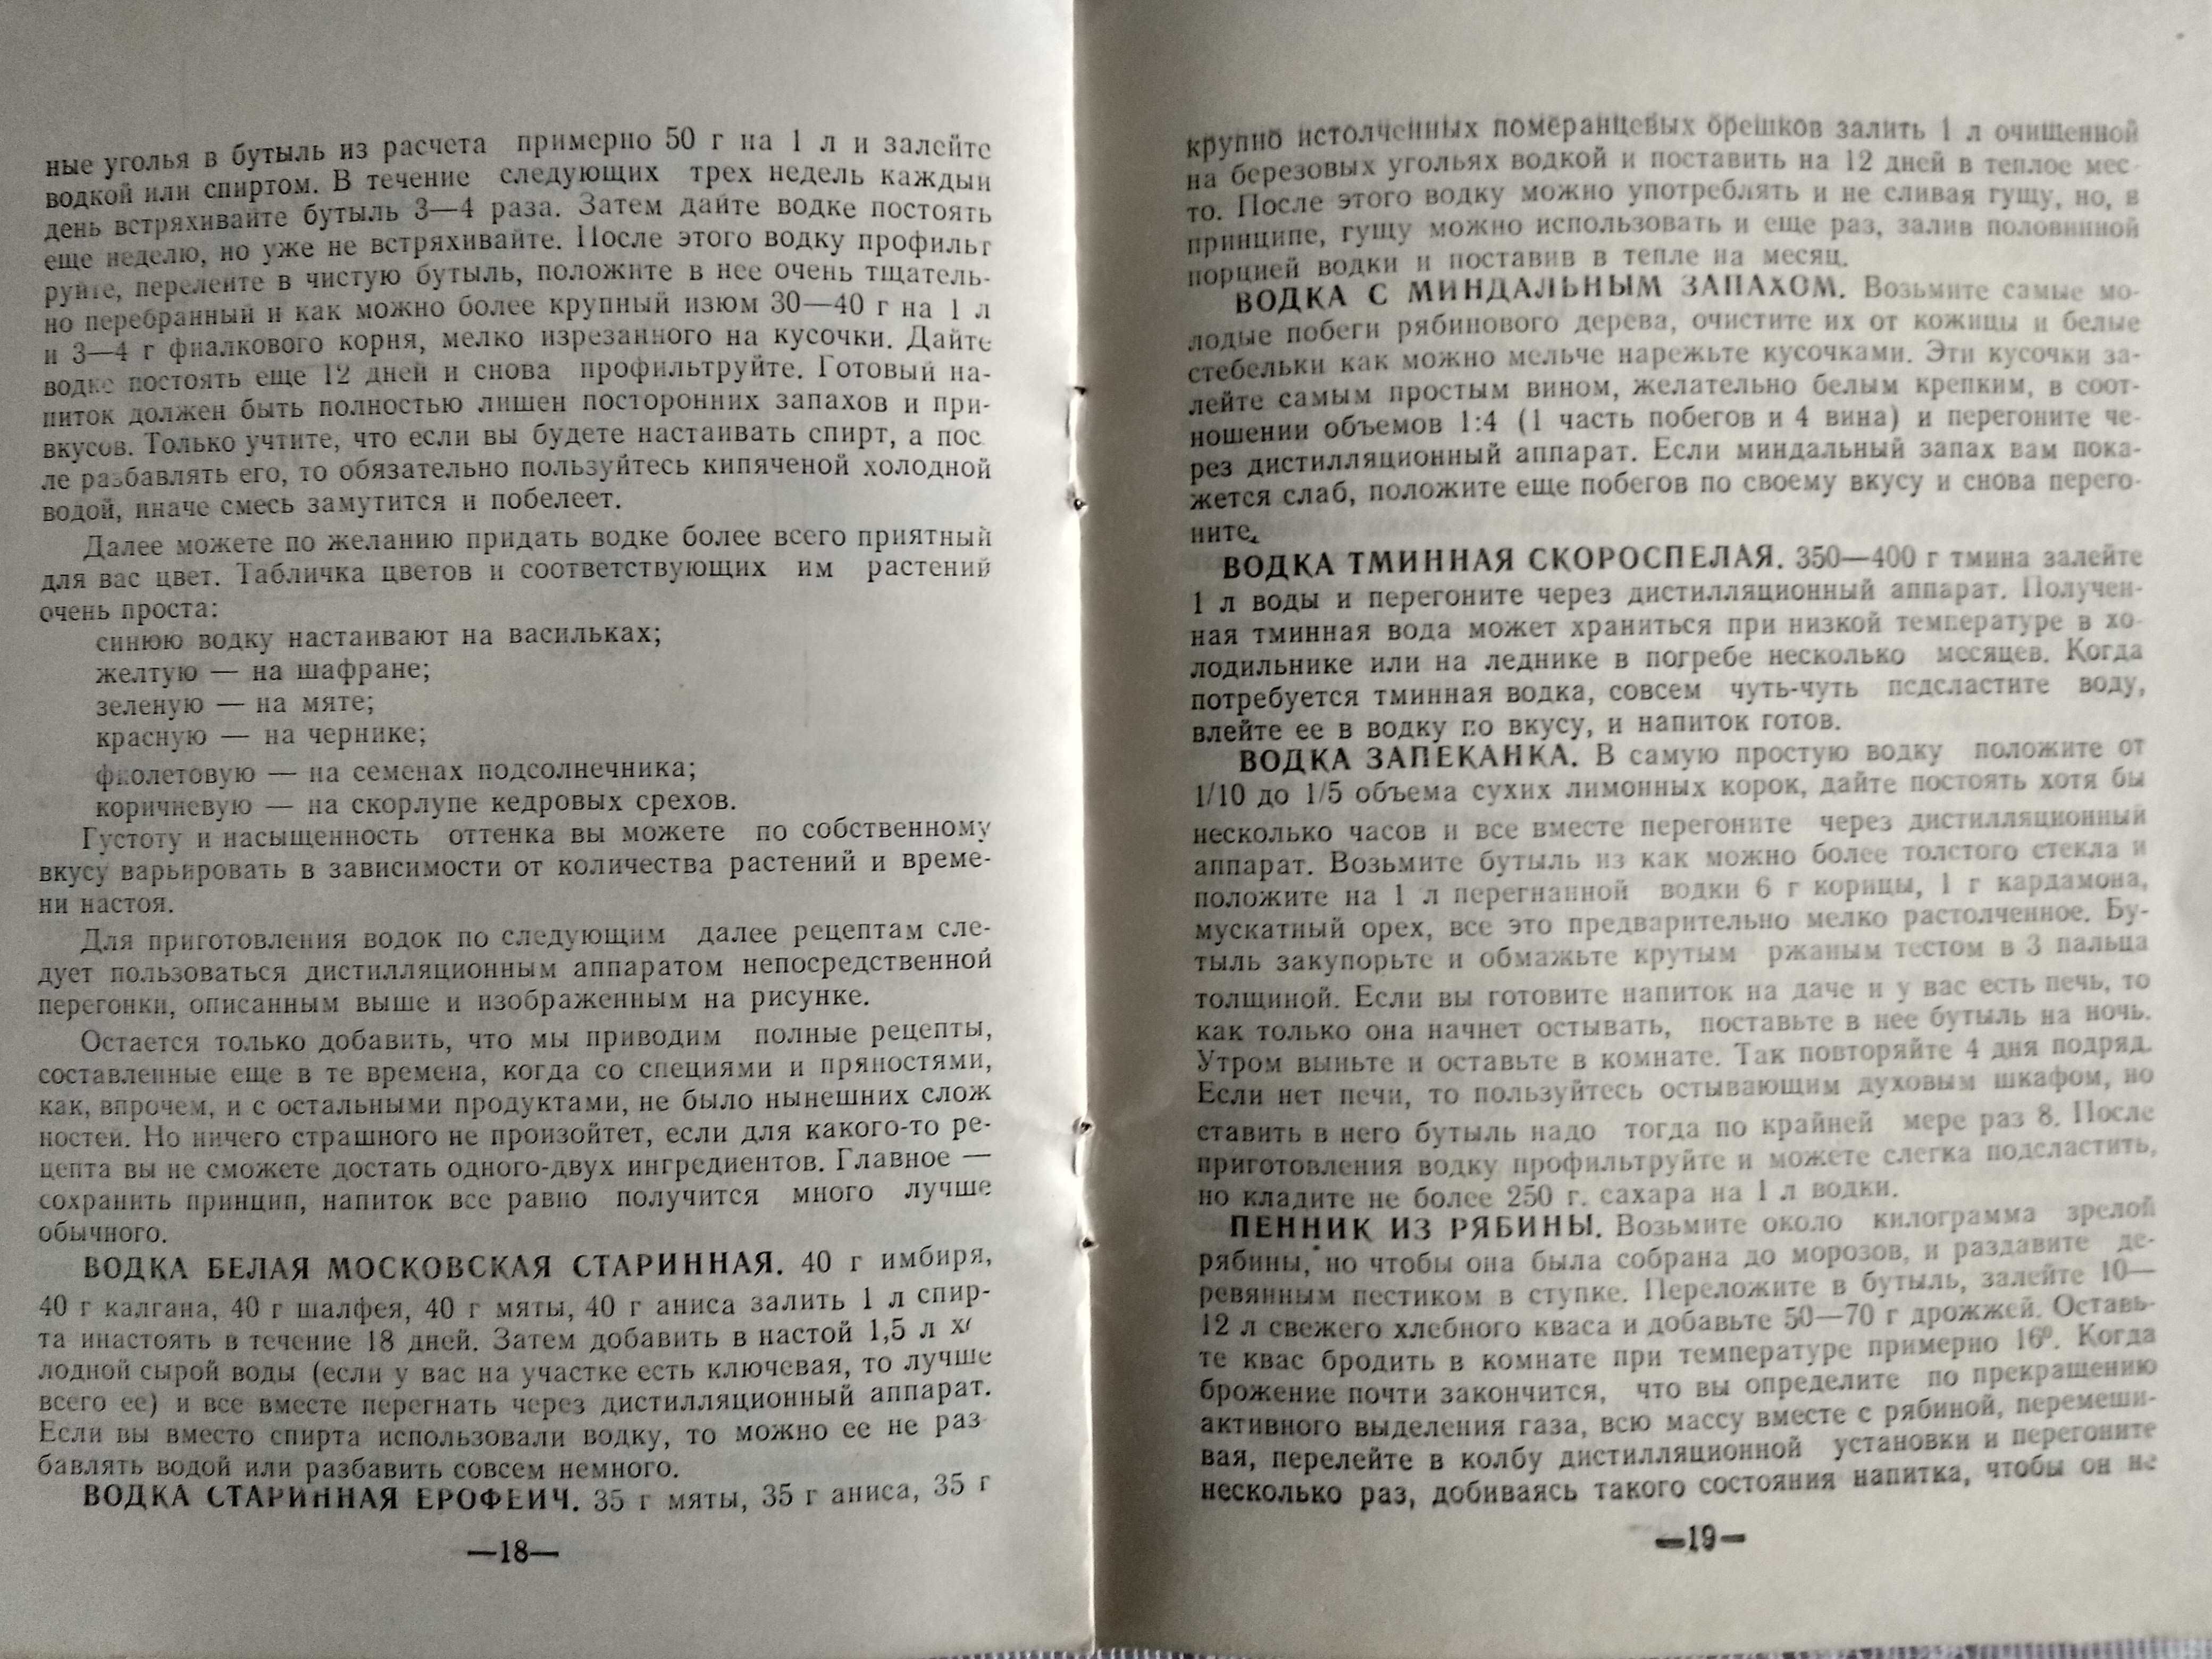 ные уголья в бутыль из расчета примерно 50 г на 1 л и залейте
водкой или спиртом. В течение следующих трех недель каждый
день встряхивайте бутыль 3—4 раза. Затем дайте водке постоять
еще неделю, но уже не встряхивайте. После этого водку профильт
руйте, перелейте в чистую бутыль, положите в нее очень тщатель-
но перебранный и как можно более крупный изюм 30—40 г на 1 л
и 3—4 г фиалкового корня, мелко изрезанного на кусочки. Дайте
водке постоять еще 12 дней и снова профильтруйте. Готовый на-
питок должен быть полностью лишен посторонних запахов и при-
вкусов. Только учтите, что если вы будете настаивать спирт, а пос
ле разбавлять его, то обязательно пользуйтесь кипяченой холодной
водой, иначе смесь замутится и побелеет.
Далее можете по желанию придать водке более всего приятный
для вас цвет. Табличка цветов и соответствующих им растений
очень проста:
синюю водку настаивают на васильках;
желтую — на шафране;
зеленую — на мяте;
красную — на чернике;
фиолетовую — на семенах подсолнечника;
коричневую — на скорлупе кедровых срехов.
Густоту и насыщенность оттенка вы можете по собственному
вкусу варьировать в зависимости от количества растений и време-
ни настоя.
Для приготовления водок по следующим далее рецептам сле-
дует пользоваться дистилляционным аппаратом непосредственной
перегонки, описанным выше и изображенным на рисунке.
Остается только добавить, что мы приводим полные рецепты,
составленные еще в те времена, когда со специями и пряностями,
как, впрочем, и с остальными продуктами, не было нынешних слож
ностей. Но ничего страшного не произойтет, если для какого-то ре-
цепта вы не сможете достать одного-двух ингредиентов. Главное —
сохранить принцип, напиток все равно получится много лучше
обычного.
ВОДКА БЕЛАЯ МОСКОВСКАЯ СТАРИННАЯ. 40 г имбиря,
40 г калгана, 40 г шалфея, 40 г мяты, 40 г аниса залить 1 л спир-
та инастоять в течение 18 дней. Затем добавить в настой 1,5 л хо
лодной сырой воды (если у вас на участке есть ключевая, то лучше
всего ее) и все вместе перегнать через дистилляционный аппарат.
Если вы вместо спирта использовали водку, то можно ее не раз
бавлять водой или разбавить совсем немного.
ВОДКА СТАРИННАЯ ЕРОФЕИЧ. 35 г мяты, 35 г аниса, 35 г
—18—
крупно истолченных померанцевых орешков залить 1 л очищенной
на березовых угольях водкой и поставить на 12 дней в теплое мес
то. После этого водку можно употреблять и не сливая гущу, но, в
принципе, гущу можно использовать и еще раз, залив половинной
порцией водки и поставив в тепле на месяц.
ВОДКА С МИНДАЛЬНЫМ ЗАПАХОМ. Возьмите самые мо-
лодые побеги рябинового дерева, очистите их от кожицы и белые
стебельки как можно мельче нарежьте кусочками. Эти кусочки за-
лейте самым простым вином, желательно белым крепким, в соот-
ношении объемов 1:4 (1 часть побегов и 4 вина) и перегоните че-
рез дистилляционный аппарат. Если миндальный запах вам пока-
жется слаб, положите еще побегов по своему вкусу и снова перего-
ните.
ВОДКА ТМИННАЯ СКОРОСПЕЛАЯ. 350—400 г тмина залейте
1 л воды и перегоните через дистилляционный аппарат. Получен-
ная тминная вода может храниться при низкой температуре в хо-
лодильнике или на леднике в погребе несколько месяцев. Когда
потребуется тминная водка, совсем чуть-чуть подсластите воду,
влейте ее в водку по вкусу, и напиток готов.
ВОДКА ЗАПЕКАНКА. В самую простую водку положите от
1/10 до 1/5 объема сухих лимонных корок, дайте постоять хотя бы
несколько часов и все вместе перегоните через дистилляционный
аппарат. Возьмите бутыль из как можно более толстого стекла и
положите на 1 л перегнанной водки 6 г корицы, 1 г кардамона,
мускатный орех, все это предварительно мелко растолченное. Бу-
тыль закупорьте и обмажьте крутым ржаным тестом в 3 пальца
толщиной. Если вы готовите напиток на даче и у вас есть печь, то
как только она начнет остывать, поставьте в нее бутыль на ночь.
Утром выньте и оставьте в комнате. Так повторяйте 4 дня подряд.
Если нет печи, то пользуйтесь остывающим духовым шкафом, но
ставить в него бутыль надо тогда по крайней мере раз 8. После
приготовления водку профильтруйте и можете слегка подсластить,
но кладите не более 250 г. сахара на 1 л водки.
ПЕННИК ИЗ РЯБИНЫ. Возьмите около килограмма зрелой
рябины, но чтобы она была собрана до морозов, и раздавите де-
ревянным пестиком в ступке. Переложите в бутыль, залейте 10—
12 л свежего хлебного кваса и добавьте 50—70 г дрожжей. Оставь-
те квас бродить в комнате при температуре примерно 16°. Когда
брожение почти закончится, что вы определите по прекращению
активного выделения газа, всю массу вместе с рябиной, перемеши-
вая, перелейте в колбу дистилляционной установки и перегоните
несколько раз, добиваясь такого состояния напитка, чтобы он не
—19—